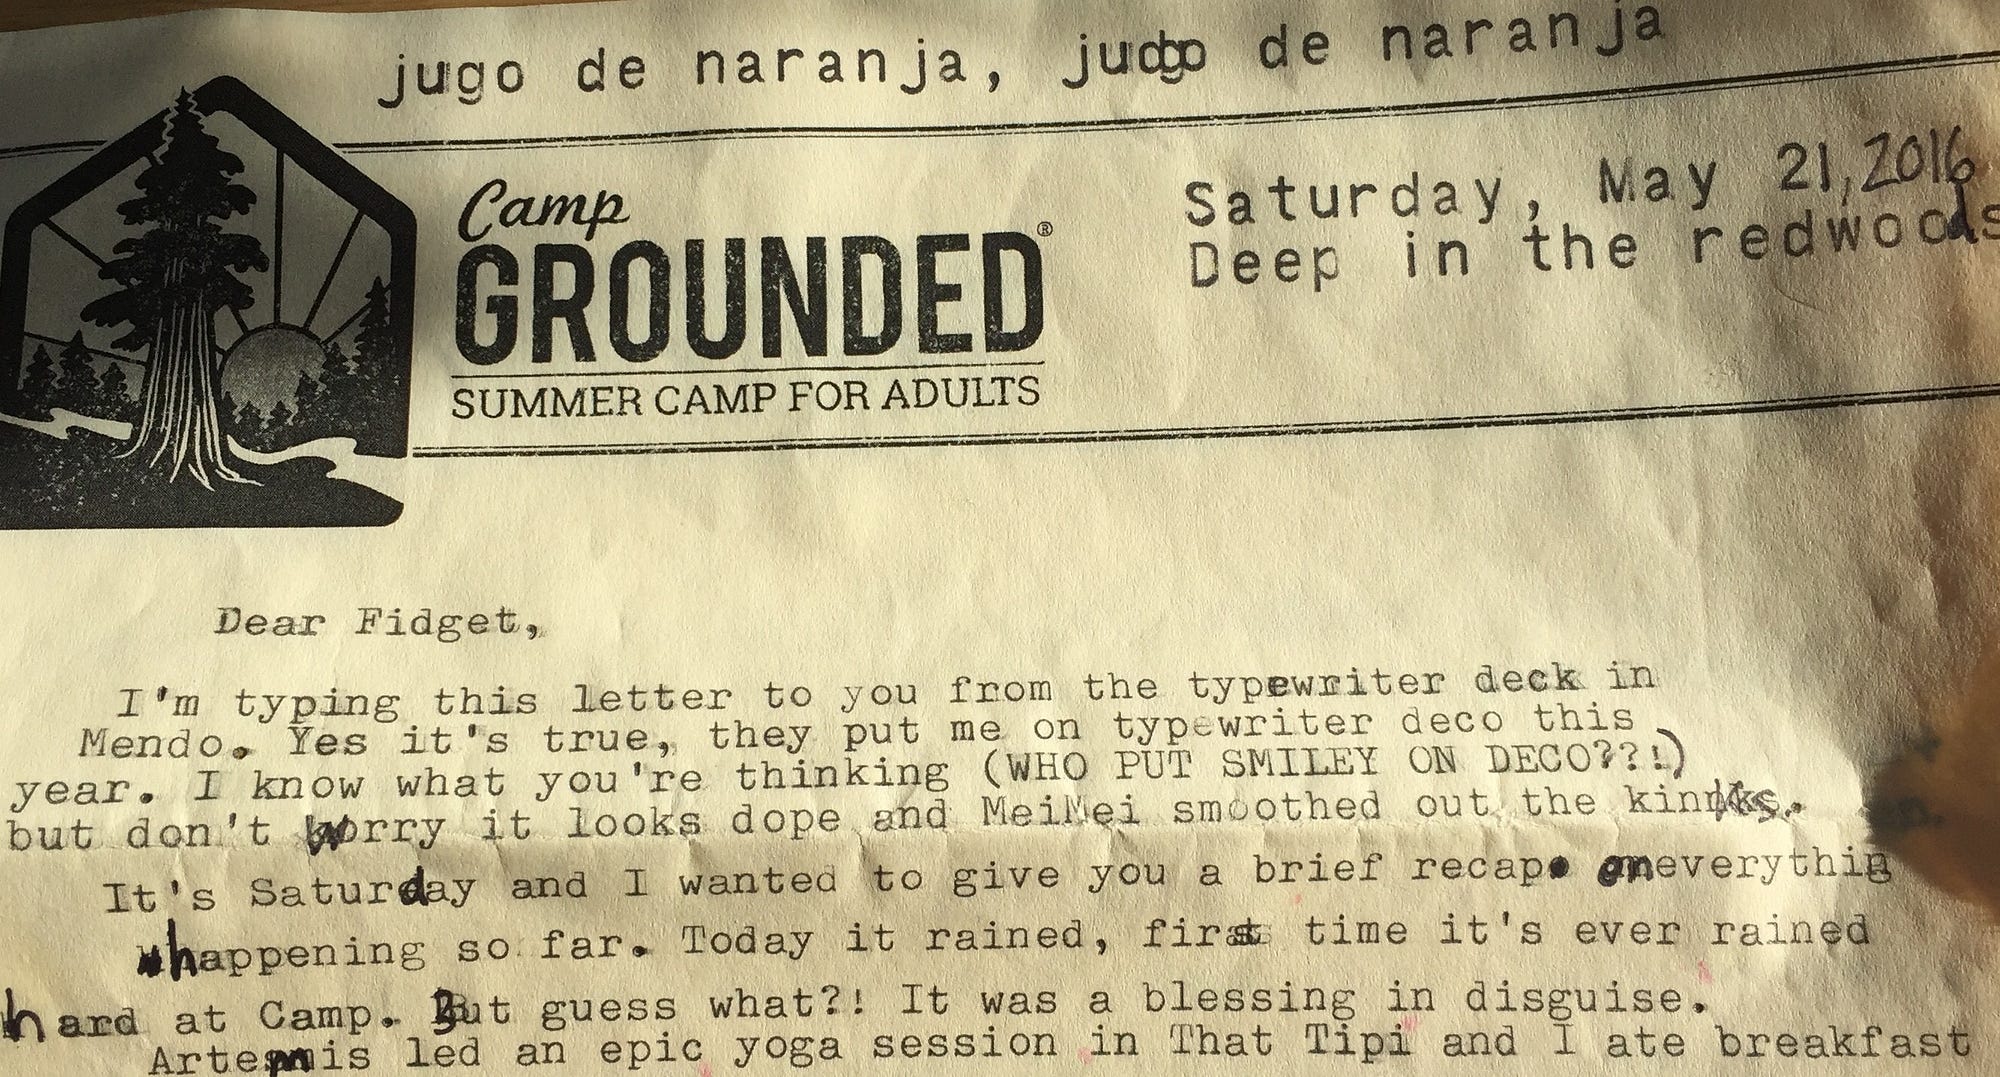 jugo de naranja, judgo de naranja
Camp
GROUNDED®
SUMMER CAMP FOR ADULTS
Saturday, May 21, 2016
Deep in the redwoods
Dear Fidget,
I'm typing this letter to you from the typewriter deck in
Mendo. Yes it's true, they put me on typewriter deco this
year. I know what you're thinking (WHO PUT SMILEY ON DECO??!)
but don't worry it looks dope and MeiMei smoothed out the kinks.
It's Saturday and I wanted to give you a brief recap. on everythin
happening so far. Today it rained, first time it's ever rained
hard at Camp. But guess what?! It was a blessing in disguise.
Artemis led an epic yoga session in That Tipi and I ate breakfast